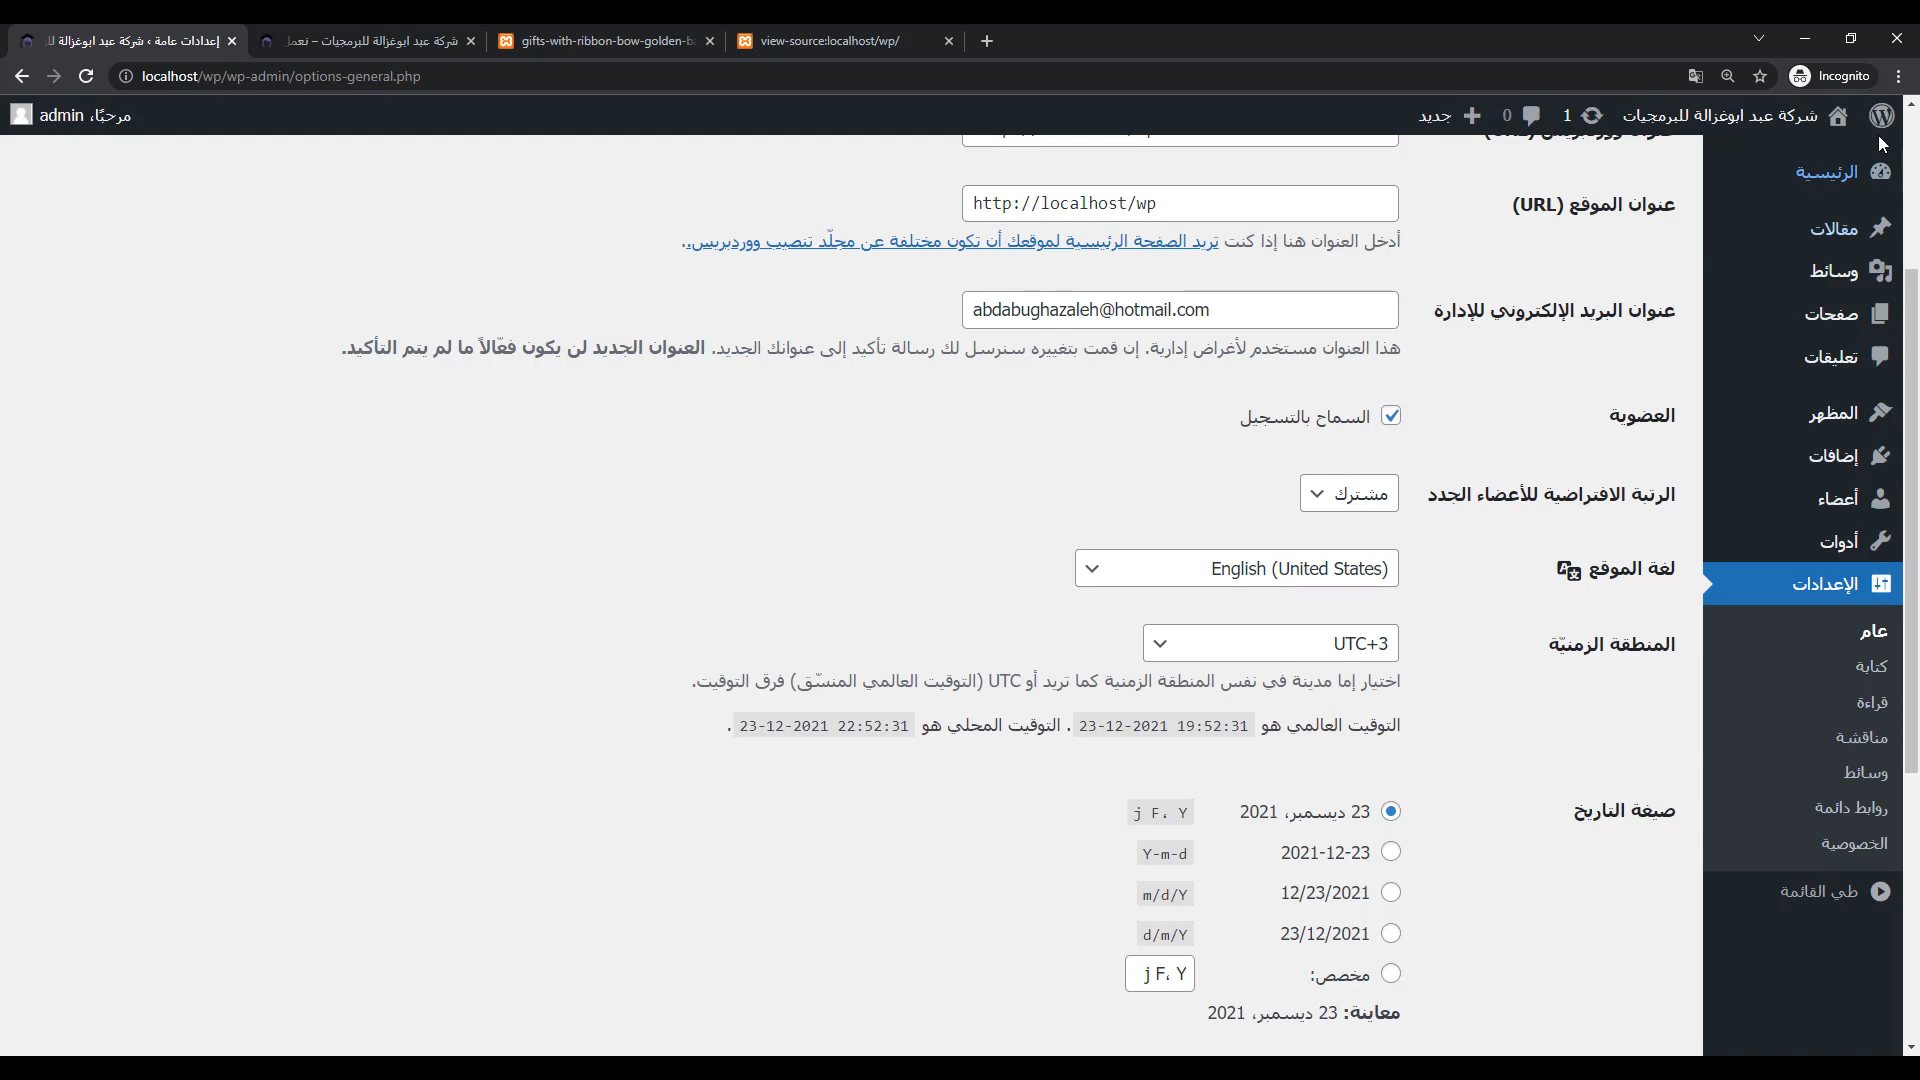 إعدادات عامة ‹ شركة عبد ابوغزالة لل
شركة عبد ابوغزالة للبرمجيات – نعمل
gifts-with-ribbon-bow-golden-ba
view-source:localhost/wp/
localhost/wp/wp-admin/options-general.php
Incognito
شركة عبد ابوغزالة للبرمجيات
1
0
جديد
مرحبًا، admin
عنوان الموقع (URL)
http://localhost/wp
أدخل العنوان هنا إذا كنت تريد الصفحة الرئيسية لموقعك أن تكون مختلفة عن مجلّد تنصيب ووردبريس.
عنوان البريد الإلكتروني للإدارة
abdabughazaleh@hotmail.com
هذا العنوان مستخدم لأغراض إدارية. إن قمت بتغييره سنرسل لك رسالة تأكيد إلى عنوانك الجديد. العنوان الجديد لن يكون فعّالاً ما لم يتم التأكيد.
العضوية
السماح بالتسجيل
الرتبة الافتراضية للأعضاء الجدد
مشترك
لغة الموقع
English (United States)
المنطقة الزمنيّة
UTC+3
اختيار إما مدينة في نفس المنطقة الزمنية كما تريد أو UTC (التوقيت العالمي المنسّق) فرق التوقيت.
التوقيت العالمي هو 23-12-2021 19:52:31 . التوقيت المحلي هو 23-12-2021 22:52:31 .
صيغة التاريخ
23 ديسمبر، 2021 j F، Y
2021-12-23 Y-m-d
12/23/2021 m/d/Y
23/12/2021 d/m/Y
مخصص: j F، Y
معاينة: 23 ديسمبر، 2021
الرئيسية
مقالات
وسائط
صفحات
تعليقات
المظهر
إضافات
أعضاء
أدوات
الإعدادات
عام
كتابة
قراءة
مناقشة
وسائط
روابط دائمة
الخصوصية
طي القائمة